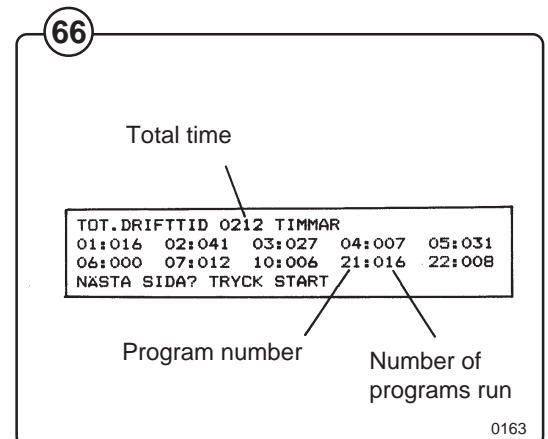 66
Total time
TOT.DRIFTTID 0212 TIMMAR
01:016 02:041 03:027 04:007 05:031
06:000 07:012 10:006 21:016 22:008
NÄSTA SIDA? TRYCK START
Program number
Number of
programs run
0163